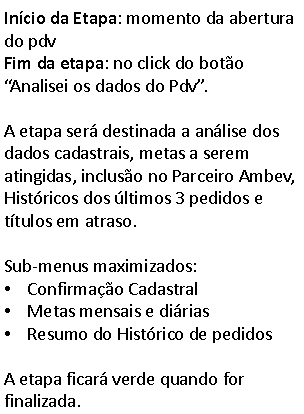 Início da Etapa: momento da abertura
do pdv
Fim da etapa: no click do botão
“Analisei os dados do Pdv”.
A etapa será destinada a análise dos
dados cadastrais, metas a serem
atingidas, inclusão no Parceiro Ambev,
Históricos dos últimos 3 pedidos e
títulos em atraso.
Sub-menus maximizados:
• Confirmação Cadastral
• Metas mensais e diárias
• Resumo do Histórico de pedidos
A etapa ficará verde quando for
finalizada.